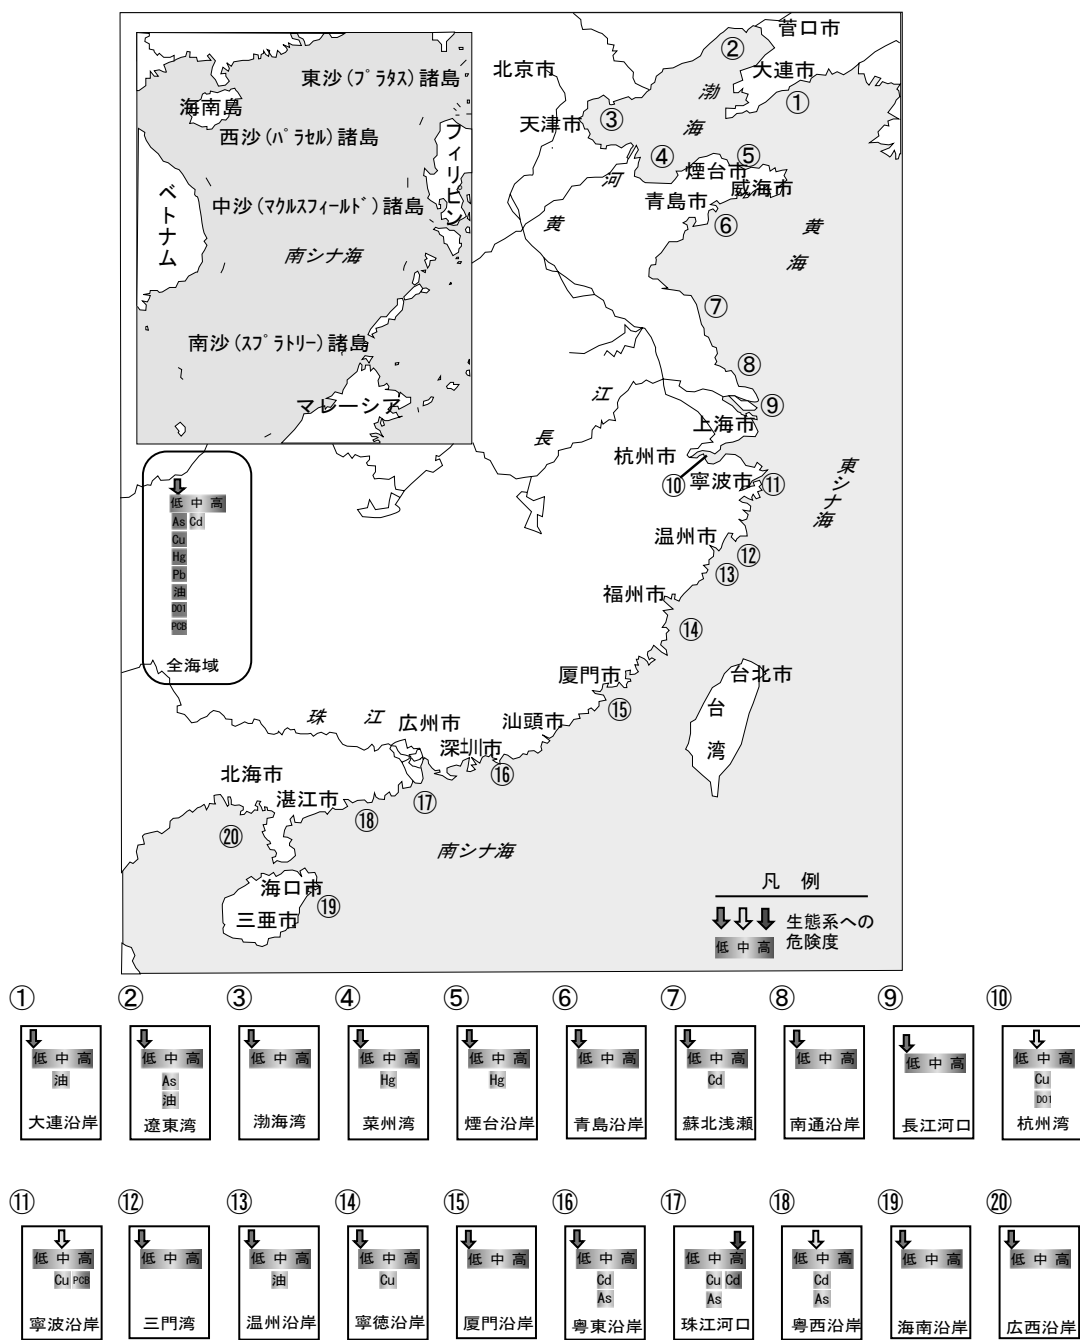 東沙(プラタス)諸島
海南島
西沙(パラセル)諸島
フィリピン
ベトナム
中沙(マクルスフィールド)諸島
南シナ海
南沙(スプラトリー)諸島
マレーシア
営口市
②
北京市
大連市
渤海
①
天津市
③
④
⑤
煙台市
黄河
威海市
青島市
⑥
黄海
⑦
⑧
長江
⑨
上海市
杭州市
⑩
寧波市
⑪
東シナ海
温州市
⑫
⑬
福州市
⑭
厦門市
台北市
⑮
台湾
低 中 高
As Cd
Cu
Hg
Pb
油
DO1
PCB
全海域
珠江
広州市
汕頭市
深圳市
⑯
北海市
湛江市
⑰
⑱
⑳
南シナ海
海口市
⑲
三亜市
凡 例
生態系への
危険度
低 中 高
① ② ③ ④ ⑤ ⑥ ⑦ ⑧ ⑨ ⑩
低 中 高
油
大連沿岸
低 中 高
As
油
遼東湾
低 中 高
渤海湾
低 中 高
Hg
菜州湾
低 中 高
Hg
煙台沿岸
低 中 高
青島沿岸
低 中 高
Cd
蘇北浅瀬
低 中 高
南通沿岸
低 中 高
長江河口
低 中 高
Cu
DO1
杭州湾
⑪ ⑫ ⑬ ⑭ ⑮ ⑯ ⑰ ⑱ ⑲ ⑳
低 中 高
Cu PCB
寧波沿岸
低 中 高
三門湾
低 中 高
油
温州沿岸
低 中 高
Cu
寧徳沿岸
低 中 高
厦門沿岸
低 中 高
Cd
As
粤東沿岸
低 中 高
Cu Cd
As
珠江河口
低 中 高
Cd
As
粤西沿岸
低 中 高
海南沿岸
低 中 高
広西沿岸